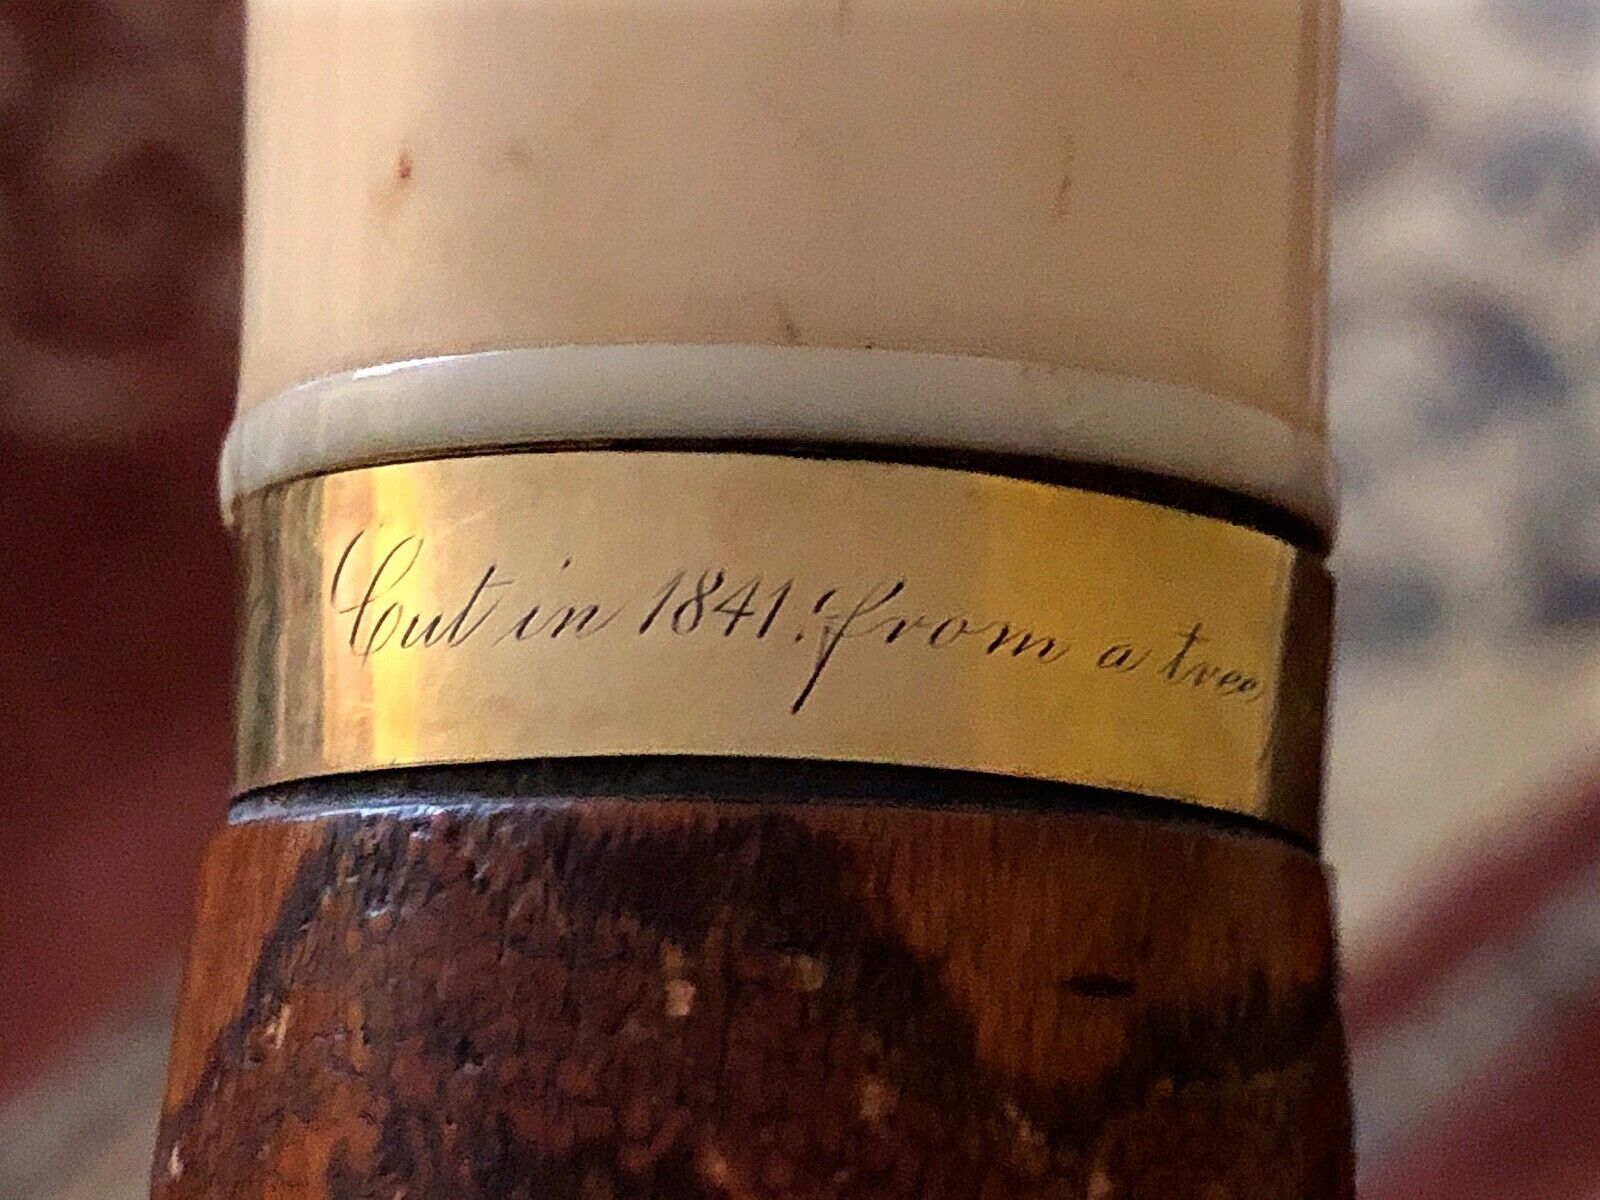 Cut in 1841. from a tree